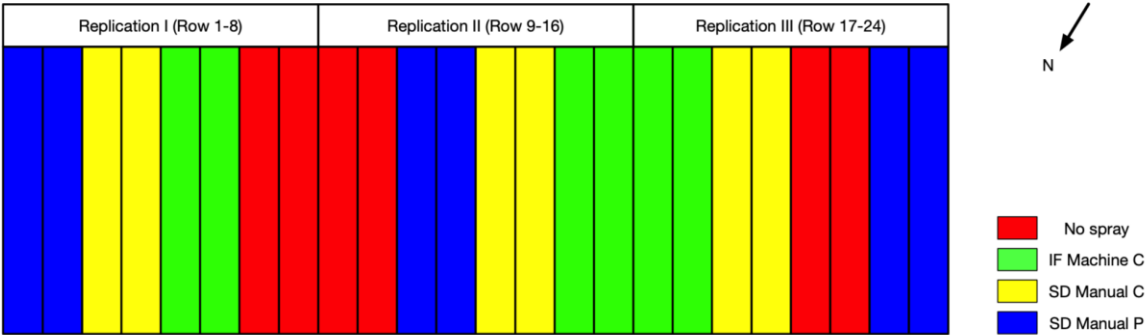 Replication I (Row 1-8)
Replication II (Row 9-16)
Replication III (Row 17-24)
N
No spray
IF Machine C
SD Manual C
SD Manual P